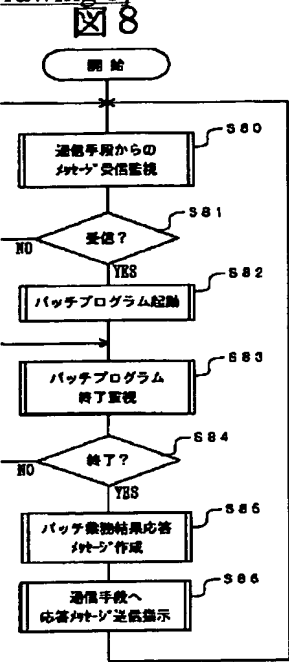 図 8
開 始
S80
通信手段からの
メッセージ受信監視
S81
受信？
NO
YES
S82
バッチプログラム起動
S83
バッチプログラム
終了監視
S84
終了？
NO
YES
S85
バッチ業務結果応答
メッセージ作成
S86
通信手段へ
応答メッセージ送信指示